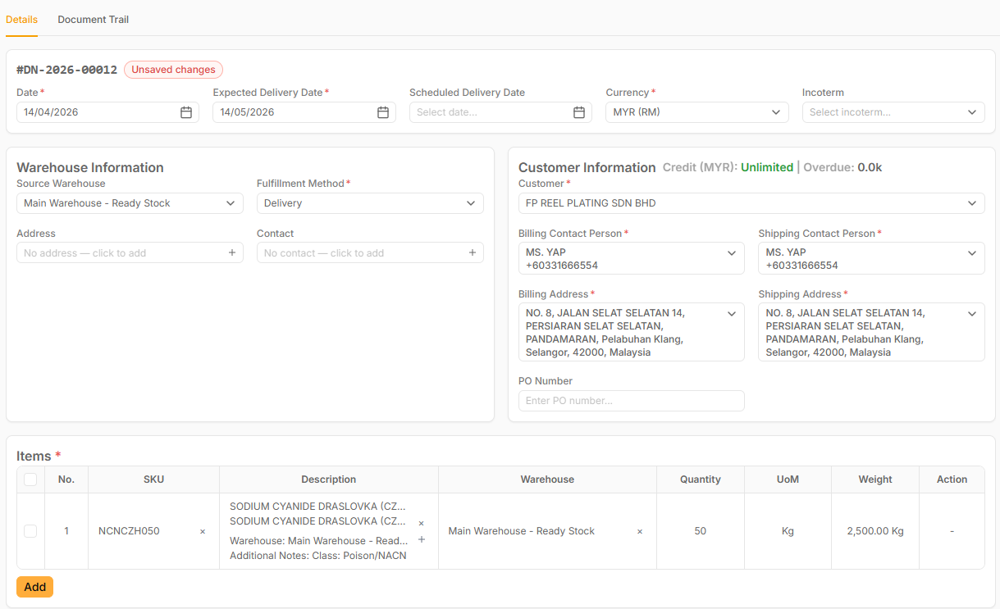 Details Document Trail
#DN-2026-00012 Unsaved changes
Date* Expected Delivery Date* Scheduled Delivery Date Currency* Incoterm
14/04/2026 14/05/2026 Select date... MYR (RM) Select incoterm...
Warehouse Information
Source Warehouse Fulfillment Method*
Main Warehouse - Ready Stock Delivery
Address Contact
No address — click to add + No contact — click to add +
Customer Information Credit (MYR): Unlimited | Overdue: 0.0k
Customer*
FP REEL PLATING SDN BHD
Billing Contact Person* Shipping Contact Person*
MS. YAP MS. YAP
+60331666554 +60331666554
Billing Address* Shipping Address*
NO. 8, JALAN SELAT SELATAN 14, NO. 8, JALAN SELAT SELATAN 14,
PERSIARAN SELAT SELATAN, PERSIARAN SELAT SELATAN,
PANDAMARAN, Pelabuhan Klang, PANDAMARAN, Pelabuhan Klang,
Selangor, 42000, Malaysia Selangor, 42000, Malaysia
PO Number
Enter PO number...
Items *
No. SKU Description Warehouse Quantity UoM Weight Action
1 NCNCZH050 × SODIUM CYANIDE DRASLOVKA (CZ... Main Warehouse - Ready Stock × 50 Kg 2,500.00 Kg -
SODIUM CYANIDE DRASLOVKA (CZ... ×
Warehouse: Main Warehouse - Read... +
Additional Notes: Class: Poison/NACN
Add